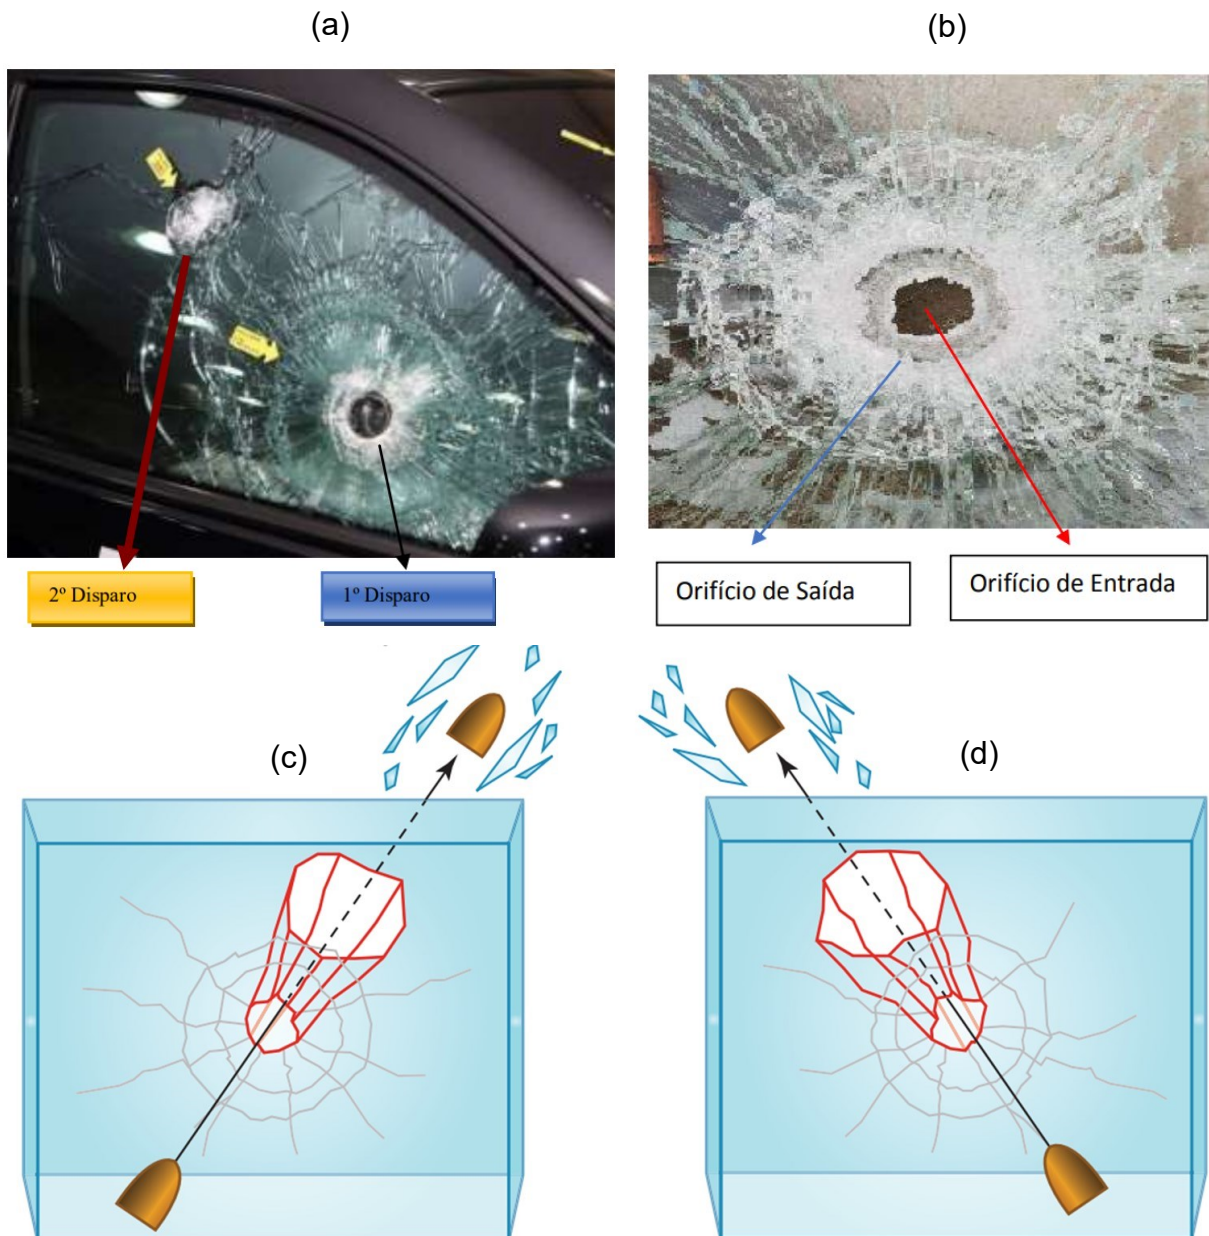 (a)
(b)
2º Disparo
1º Disparo
Orifício de Saída
Orifício de Entrada
(c)
(d)